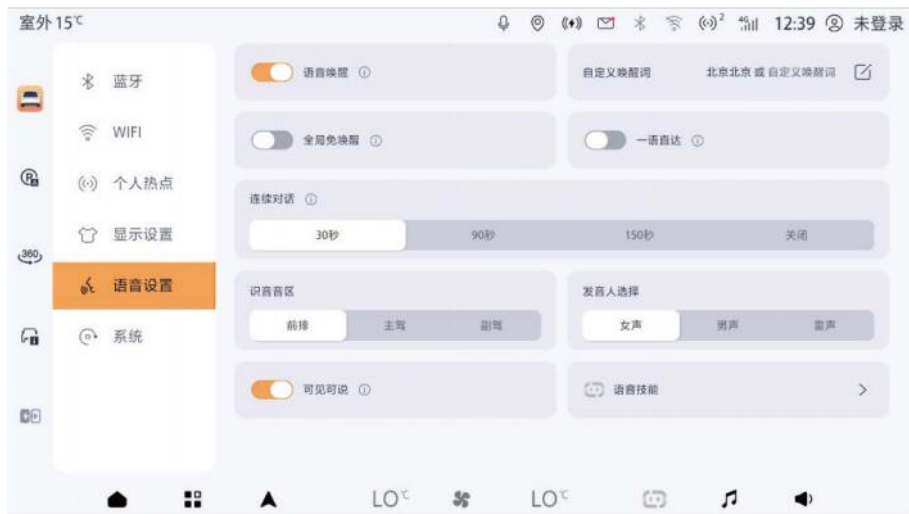 室外 15℃
2
4G
12:39
未登录
蓝牙
WIFI
个人热点
显示设置
语音设置
系统
语音唤醒
自定义唤醒词 北京北京 或 自定义唤醒词
全局免唤醒
一语直达
连续对话
30秒 90秒 150秒 关闭
识音音区
前排 主驾 副驾
发音人选择
女声 男声 童声
可见可说
语音技能
360
LO℃
LO℃